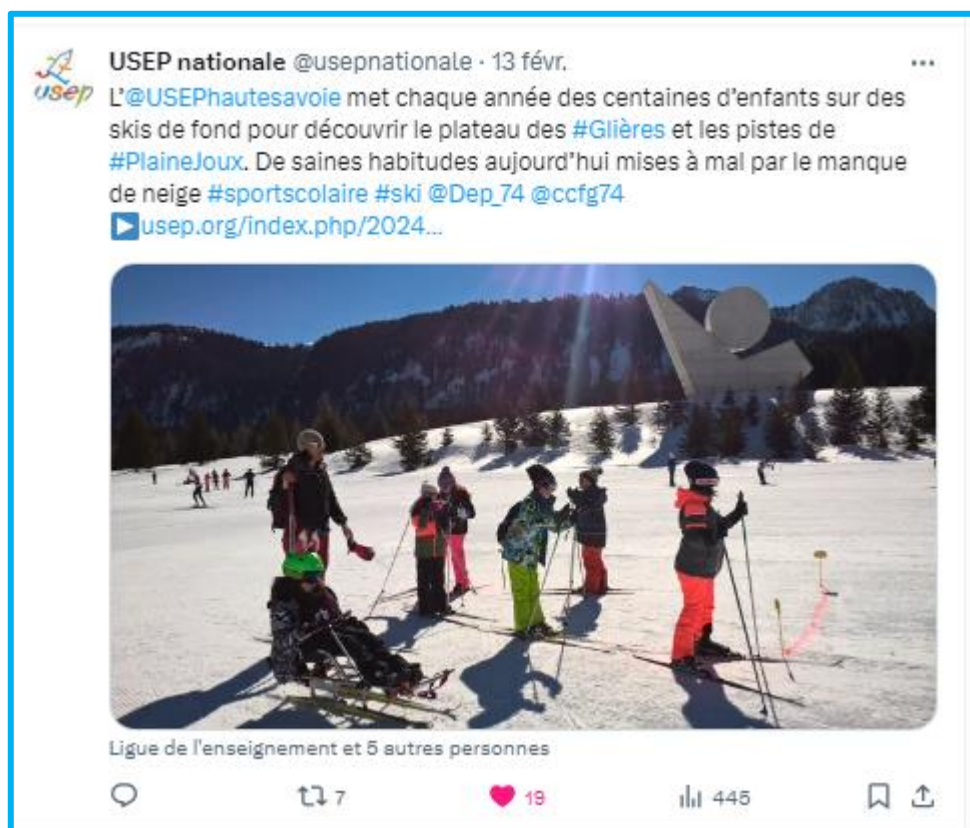 usep
USEP nationale @usepnationale · 13 févr.
L'@USEPhautesavoie met chaque année des centaines d'enfants sur des
skis de fond pour découvrir le plateau des #Glières et les pistes de
#PlaineJoux. De saines habitudes aujourd'hui mises à mal par le manque
de neige #sportscolaire #ski @Dep_74 @ccfg74
usep.org/index.php/2024...
Ligue de l'enseignement et 5 autres personnes
7 19 445